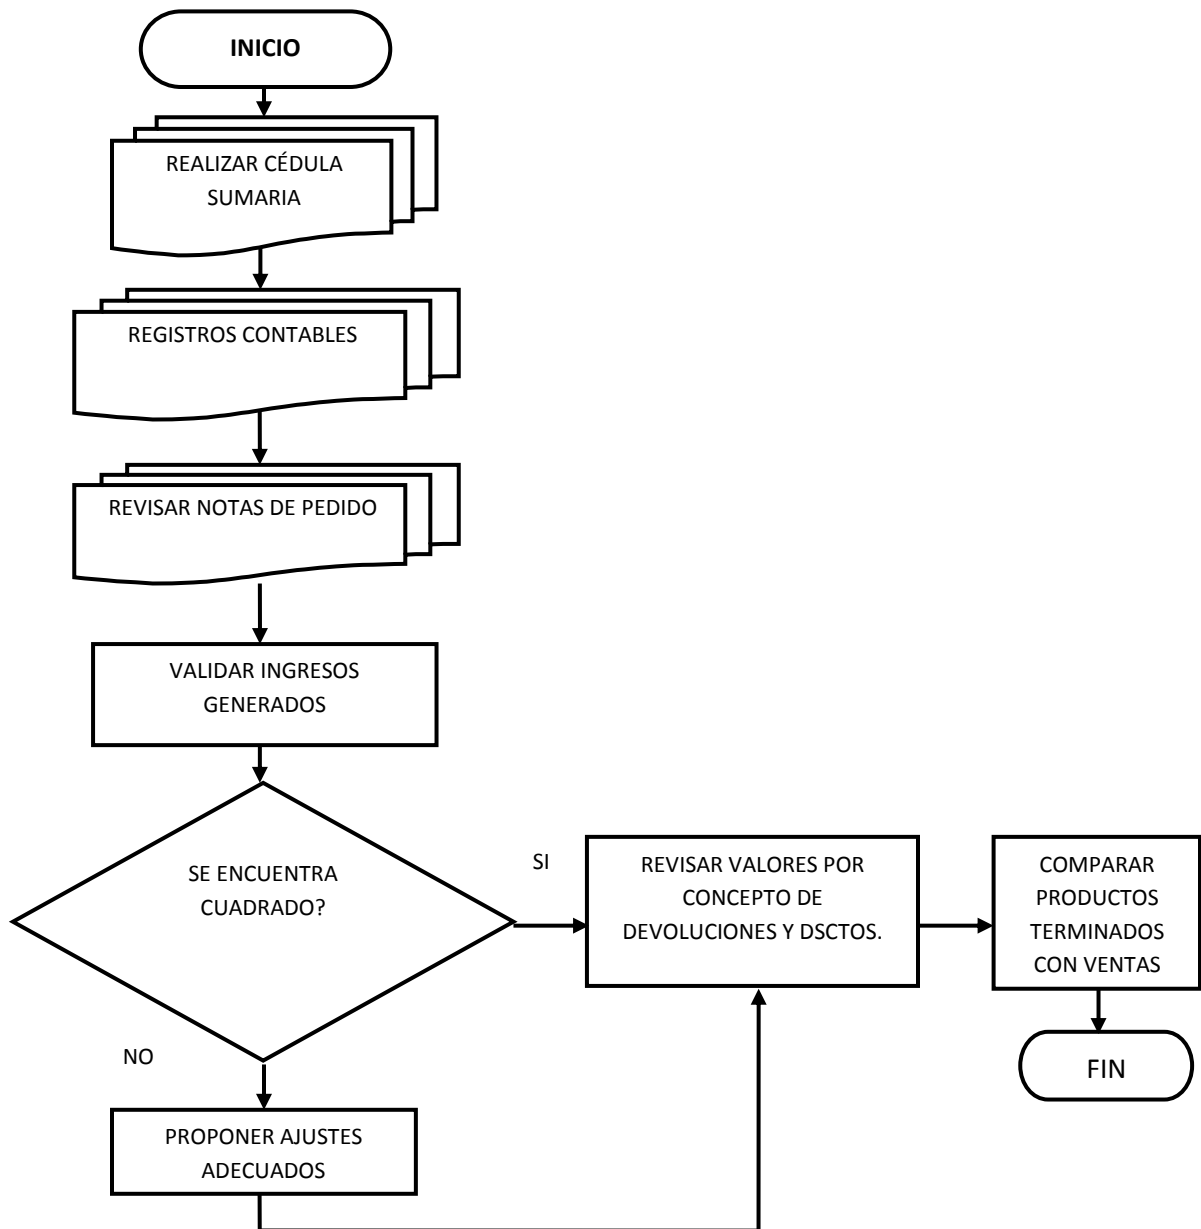 INICIO
REALIZAR CÉDULA
SUMARIA
REGISTROS CONTABLES
REVISAR NOTAS DE PEDIDO
VALIDAR INGRESOS
GENERADOS
SE ENCUENTRA
CUADRADO?
SI
REVISAR VALORES POR
CONCEPTO DE
DEVOLUCIONES Y DSCTOS.
COMPARAR
PRODUCTOS
TERMINADOS
CON VENTAS
FIN
NO
PROPONER AJUSTES
ADECUADOS